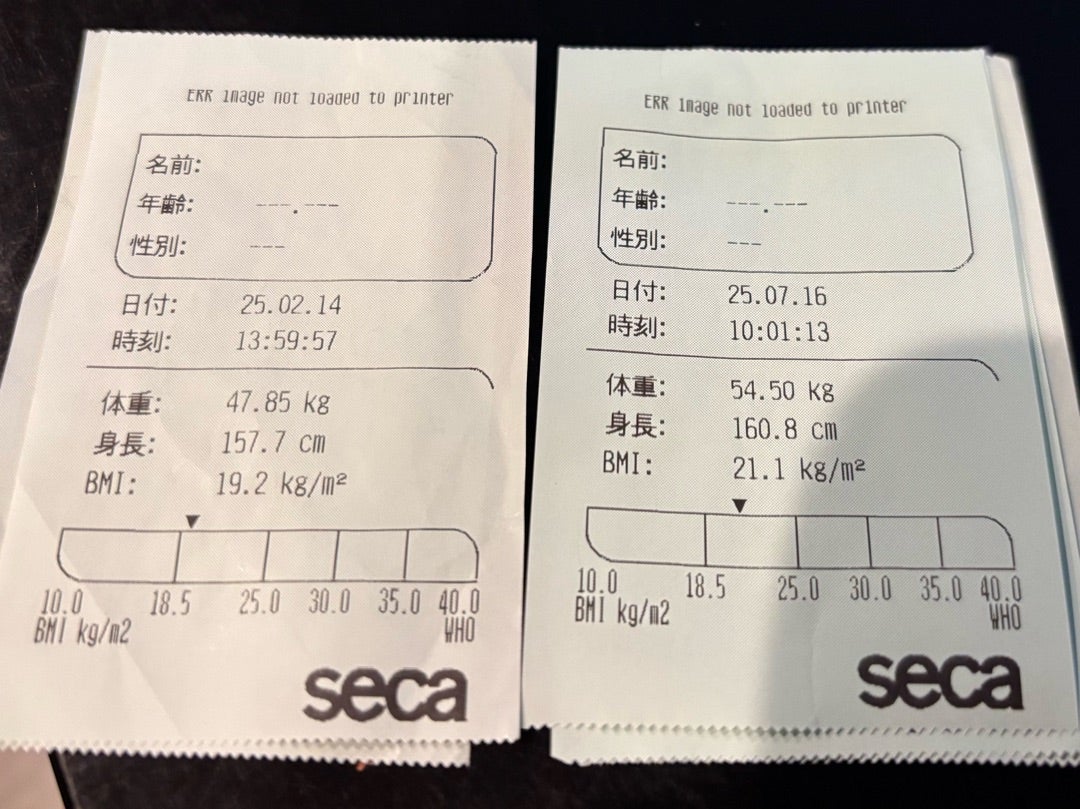 ERR image not loaded to printer
名前:
年齢: ---.---
性別: ---
日付: 25.02.14
時刻: 13:59:57
体重: 47.85 kg
身長: 157.7 cm
BMI: 19.2 kg/m²
10.0 18.5 25.0 30.0 35.0 40.0
BMI kg/m2 WHO
seca
ERR image not loaded to printer
名前:
年齢: ---.---
性別: ---
日付: 25.07.16
時刻: 10:01:13
体重: 54.50 kg
身長: 160.8 cm
BMI: 21.1 kg/m²
10.0 18.5 25.0 30.0 35.0 40.0
BMI kg/m2 WHO
seca